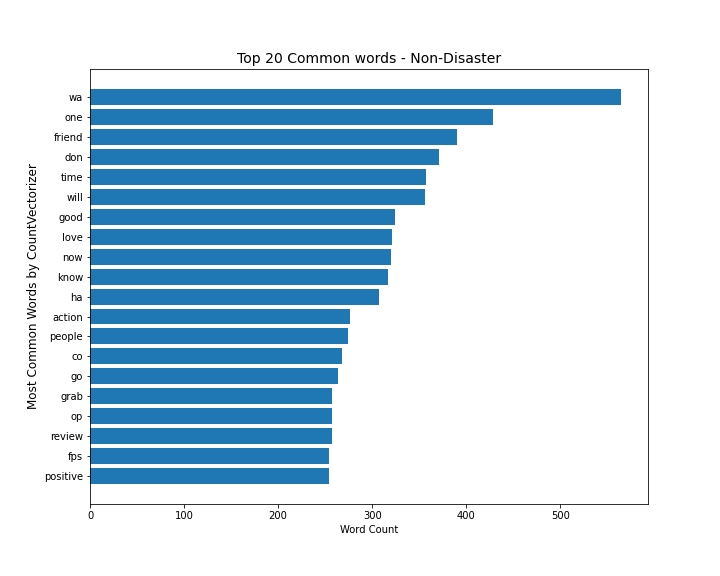 Top 20 Common words - Non-Disaster
Most Common Words by CountVectorizer
wa
one
friend
don
time
will
good
love
now
know
ha
action
people
co
go
grab
op
review
fps
positive
0 100 200 300 400 500
Word Count